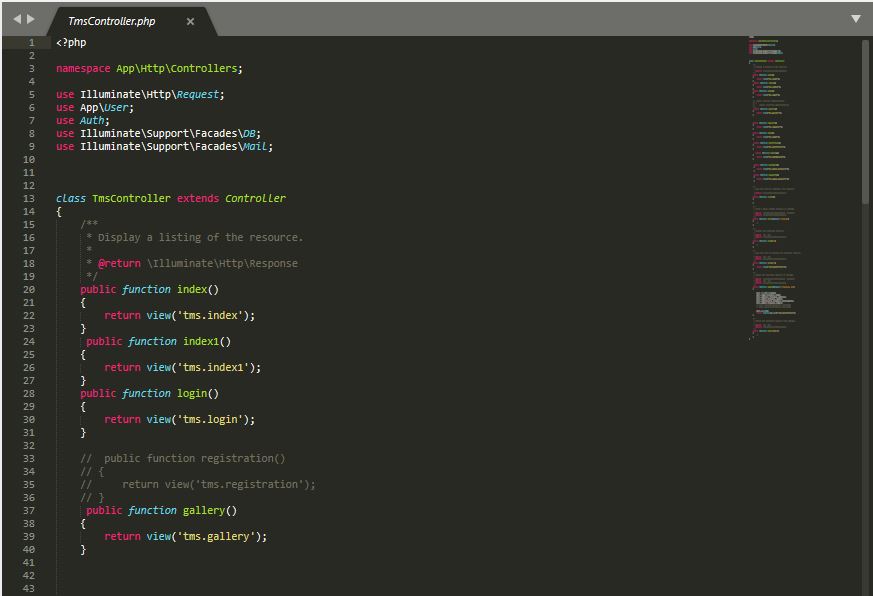 TmsController.php
1 <?php
2
3 namespace App\Http\Controllers;
4
5 use Illuminate\Http\Request;
6 use App\User;
7 use Auth;
8 use Illuminate\Support\Facades\DB;
9 use Illuminate\Support\Facades\Mail;
10
11
12
13 class TmsController extends Controller
14 {
15     /**
16      * Display a listing of the resource.
17      *
18      * @return \Illuminate\Http\Response
19      */
20     public function index()
21     {
22         return view('tms.index');
23     }
24      public function index1()
25     {
26         return view('tms.index1');
27     }
28     public function login()
29     {
30         return view('tms.login');
31     }
32
33     //  public function registration()
34     // {
35     //     return view('tms.registration');
36     // }
37      public function gallery()
38     {
39         return view('tms.gallery');
40     }
41
42
43